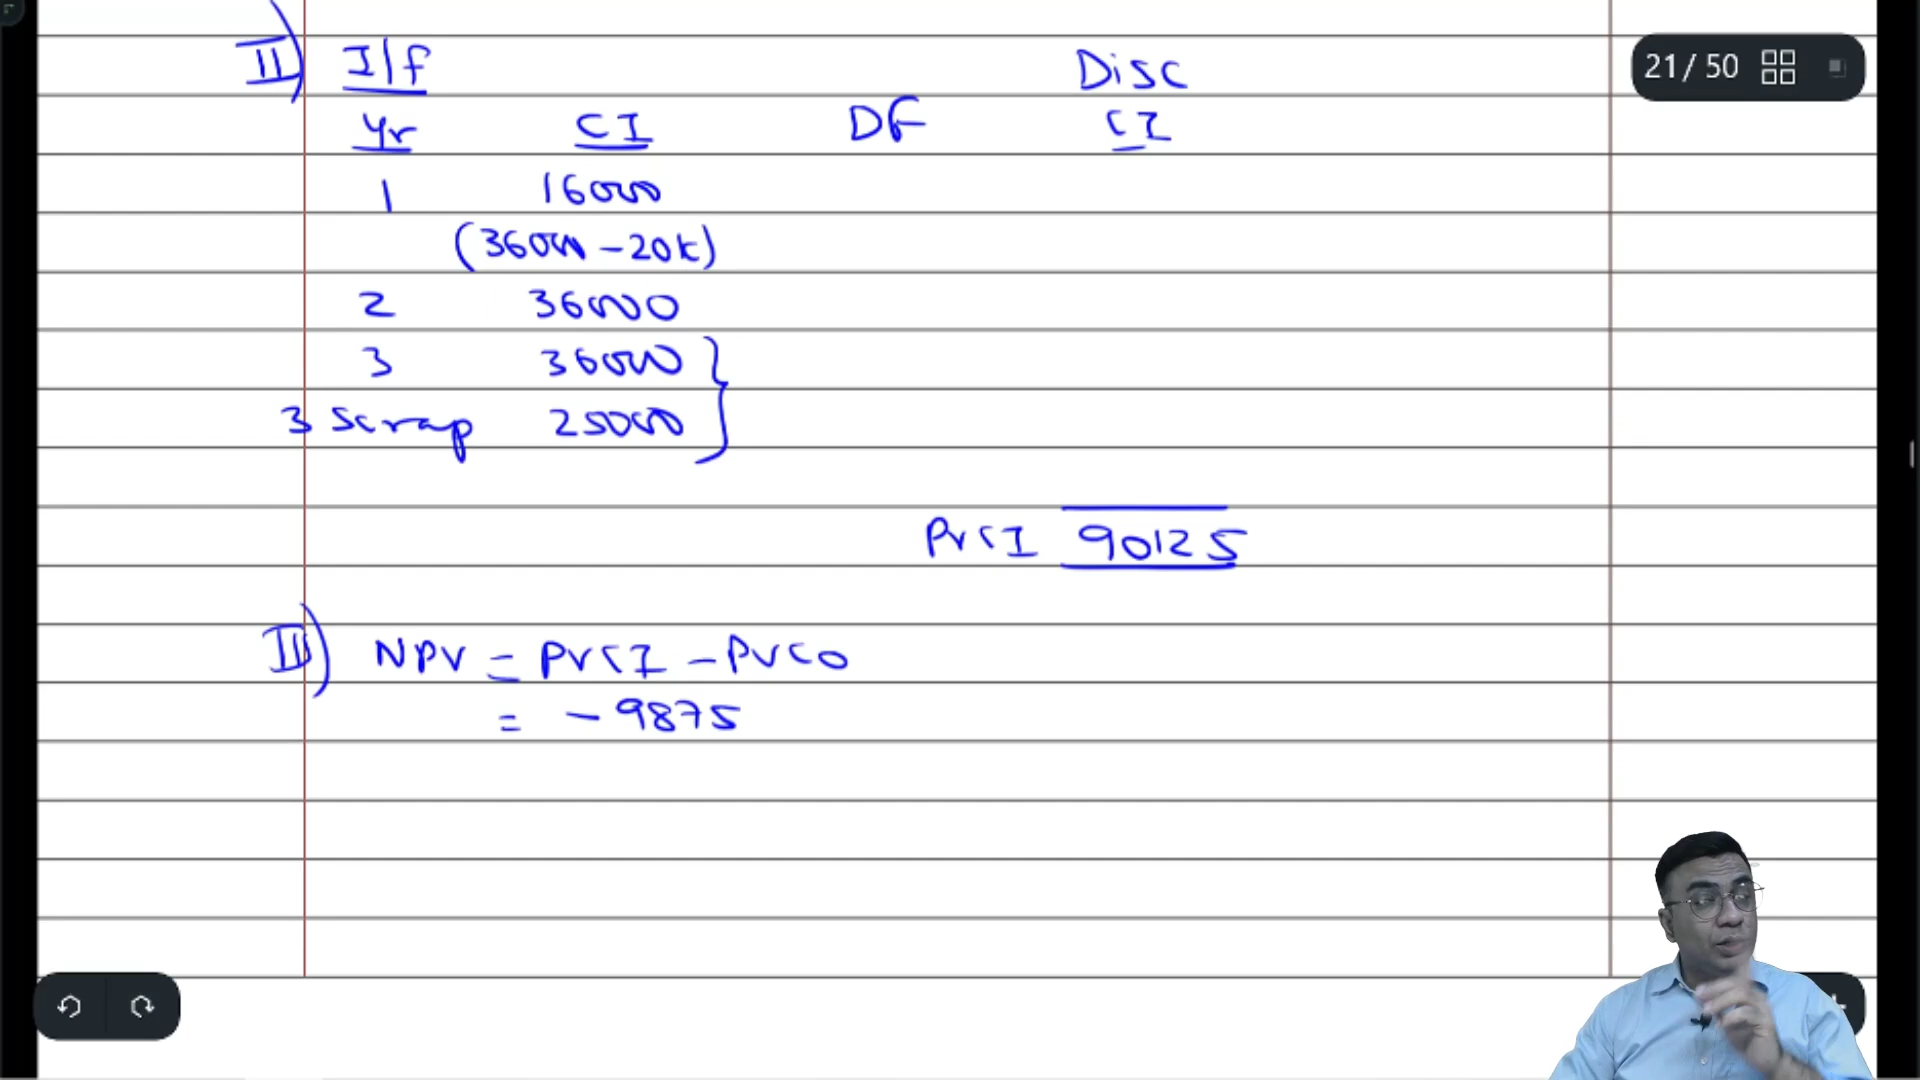 II) I/f Disc
Yr CI DF CI
1 16000
(36000 - 20k)
2 36000
3 36000
3 Scrap 25000
PVCI 90125
III) NPV = PVCI - PVCO
= - 9875
21 / 50